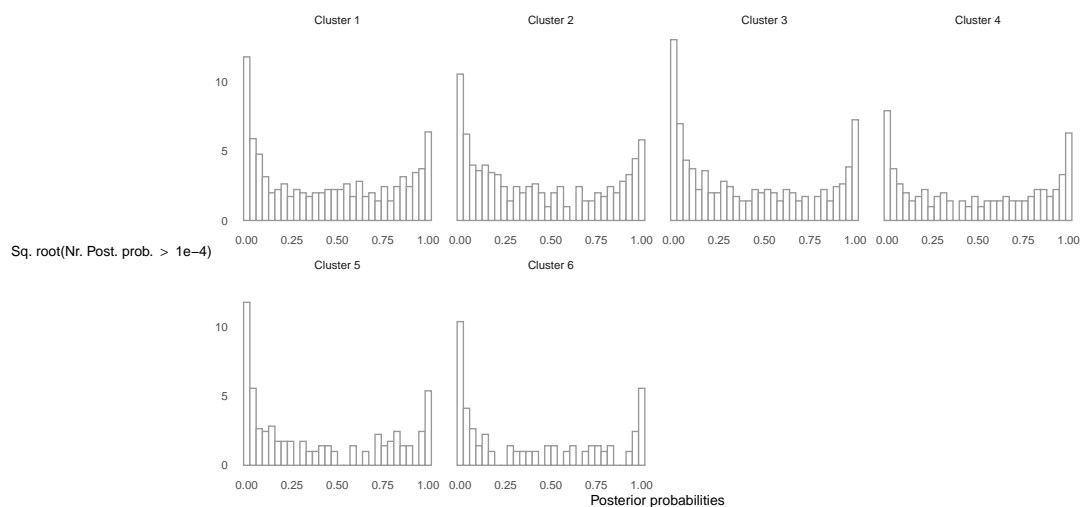 Cluster 1 Cluster 2 Cluster 3 Cluster 4
10
5
0
0.00 0.25 0.50 0.75 1.00 0.00 0.25 0.50 0.75 1.00 0.00 0.25 0.50 0.75 1.00 0.00 0.25 0.50 0.75 1.00
Sq. root(Nr. Post. prob. > 1e−4)
Cluster 5 Cluster 6
10
5
0
0.00 0.25 0.50 0.75 1.00 0.00 0.25 0.50 0.75 1.00
Posterior probabilities